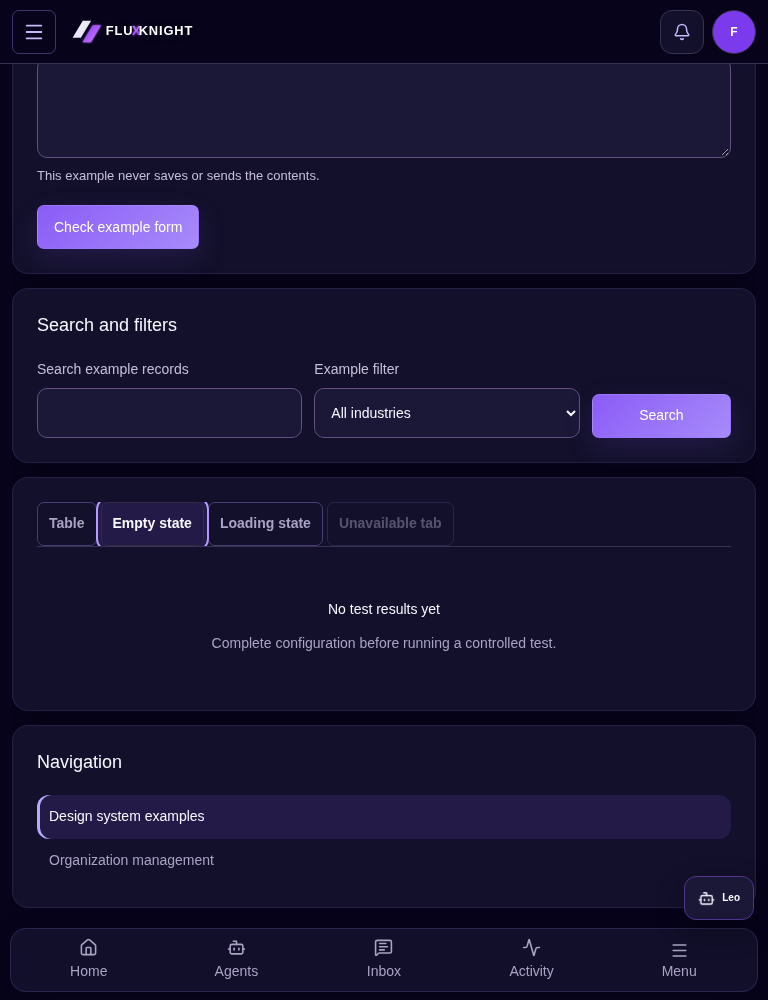 FLUXKNIGHT
F
This example never saves or sends the contents.
Check example form
Search and filters
Search example records
Example filter
All industries
Search
Table
Empty state
Loading state
Unavailable tab
No test results yet
Complete configuration before running a controlled test.
Navigation
Design system examples
Organization management
Leo
Home
Agents
Inbox
Activity
Menu